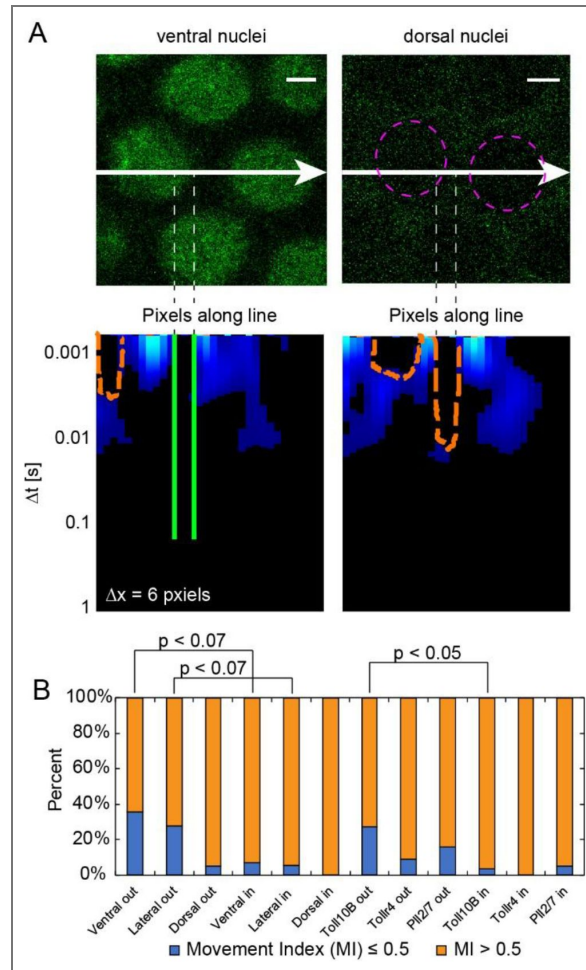 A
ventral nuclei
dorsal nuclei
Pixels along line
Pixels along line
0.001
0.01
0.1
1
Δt [s]
Δx = 6 pxiels
p < 0.07
p < 0.07
p < 0.05
B
100%
80%
60%
40%
20%
0%
Percent
Ventral out
Lateral out
Dorsal out
Ventral in
Lateral in
Dorsal in
Toll10B out
Tollr4 out
Pll2/7 out
Toll10B in
Tollr4 in
Pll2/7 in
Movement Index (MI) ≤ 0.5
MI > 0.5